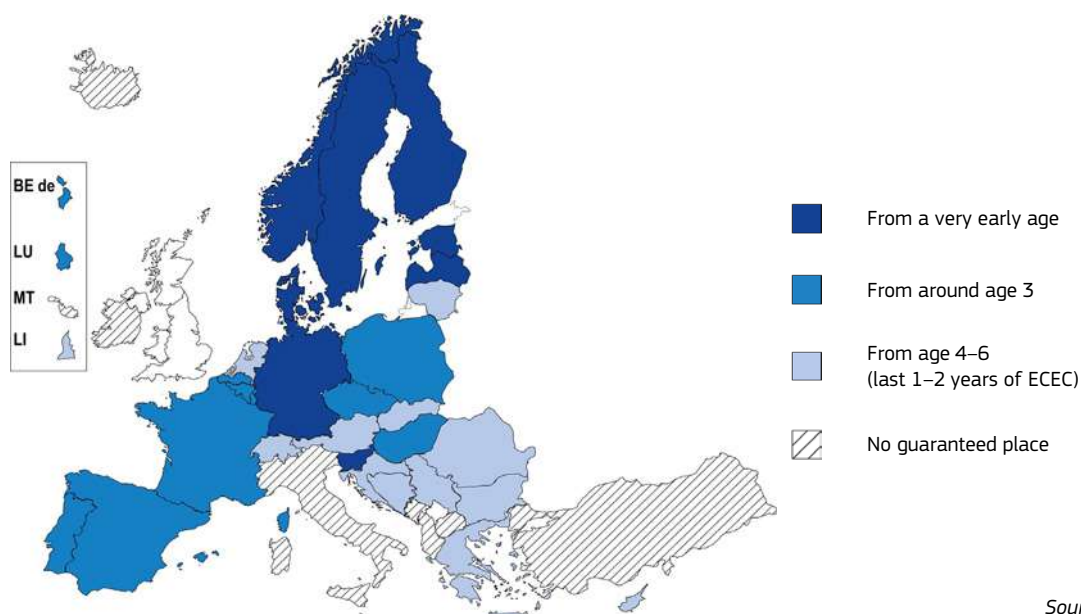 BE de
LU
MT
LI
From a very early age
From around age 3
From age 4–6
(last 1–2 years of ECEC)
No guaranteed place